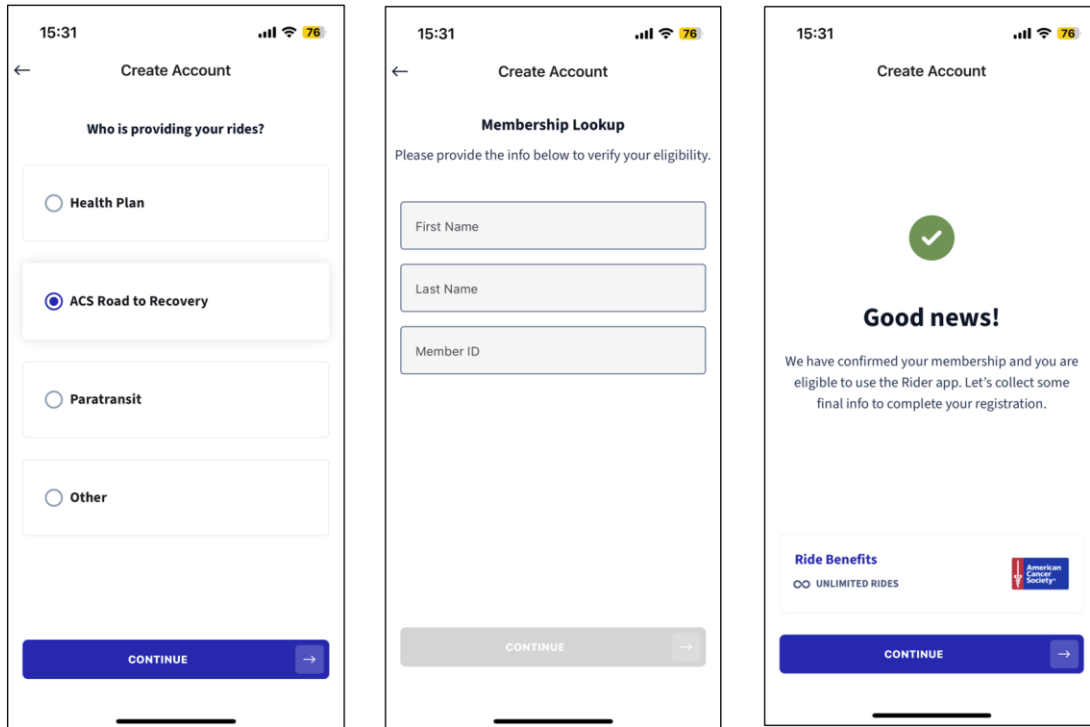 15:31
76
Create Account
Who is providing your rides?
Health Plan
ACS Road to Recovery
Paratransit
Other
CONTINUE
15:31
76
Create Account
Membership Lookup
Please provide the info below to verify your eligibility.
First Name
Last Name
Member ID
CONTINUE
15:31
76
Create Account
Good news!
We have confirmed your membership and you are
eligible to use the Rider app. Let's collect some
final info to complete your registration.
Ride Benefits
UNLIMITED RIDES
American
Cancer
Society
CONTINUE